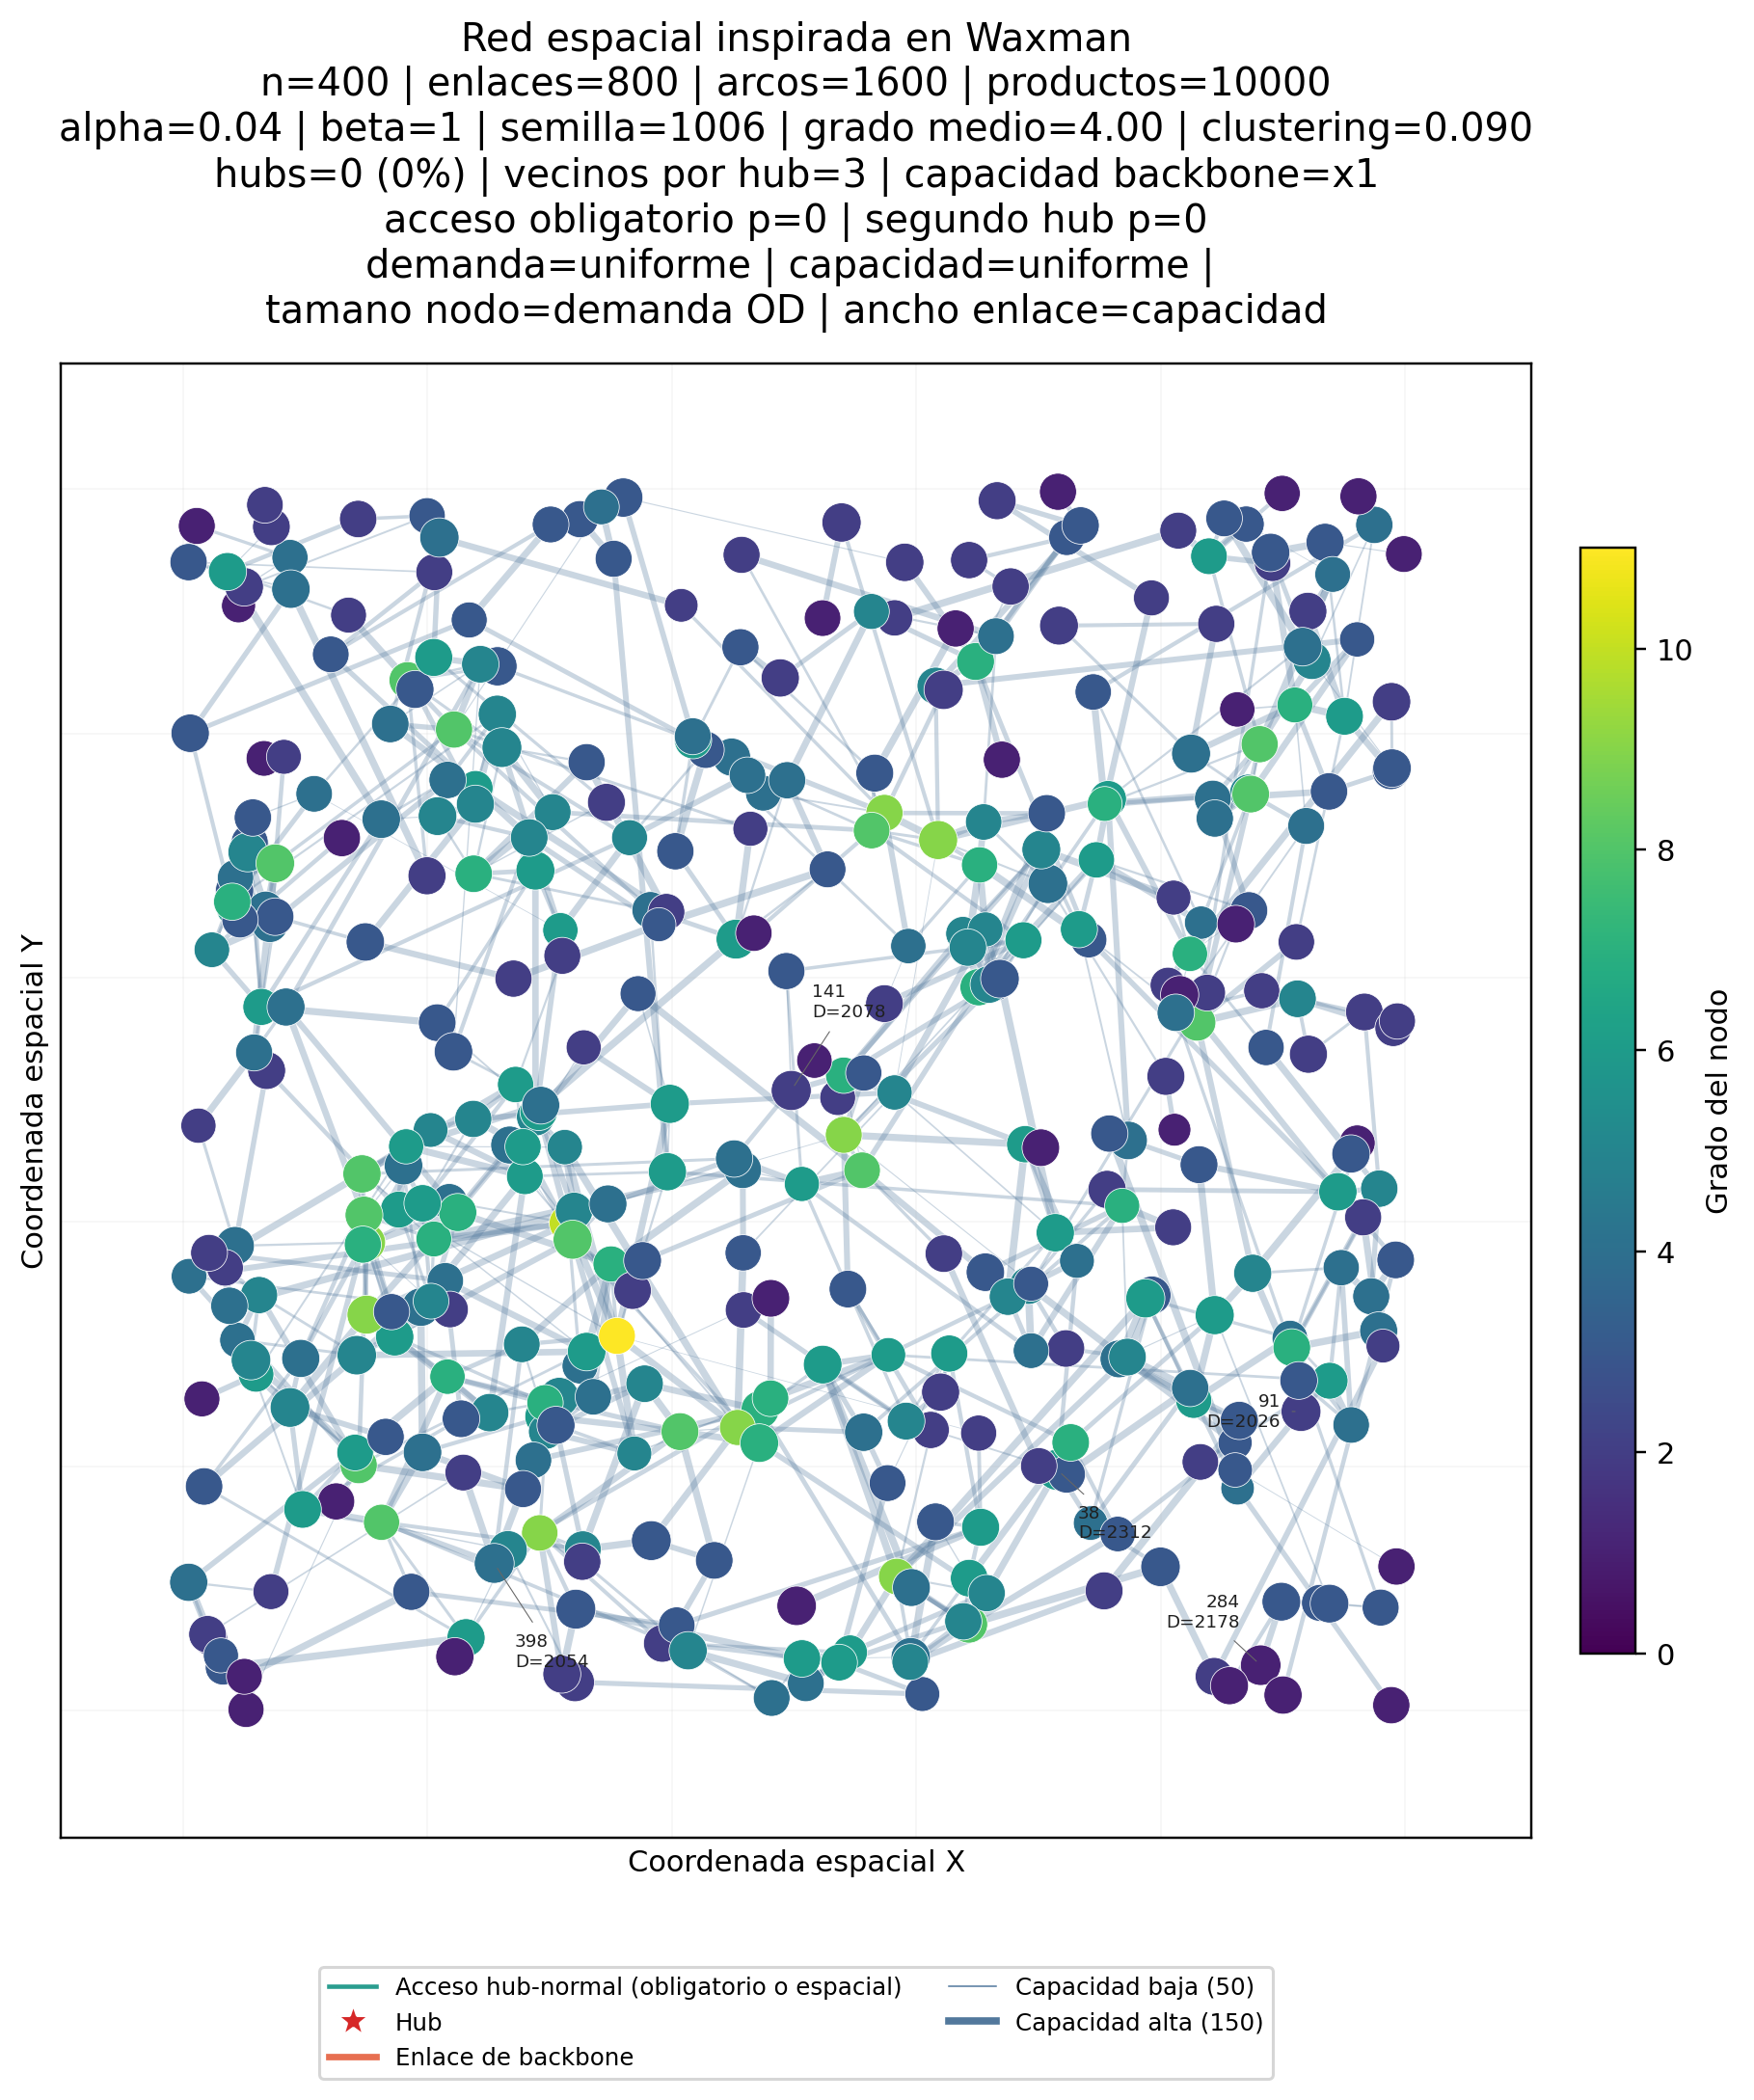 Red espacial inspirada en Waxman
n=400 | enlaces=800 | arcos=1600 | productos=10000
alpha=0.04 | beta=1 | semilla=1006 | grado medio=4.00 | clustering=0.090
hubs=0 (0%) | vecinos por hub=3 | capacidad backbone=x1
acceso obligatorio p=0 | segundo hub p=0
demanda=uniforme | capacidad=uniforme |
tamano nodo=demanda OD | ancho enlace=capacidad
Coordenada espacial Y
141
D=2078
91
D=2026
38
D=2312
284
D=2178
398
D=2054
Coordenada espacial X
10
8
6
4
2
0
Grado del nodo
Acceso hub-normal (obligatorio o espacial)
Hub
Enlace de backbone
Capacidad baja (50)
Capacidad alta (150)